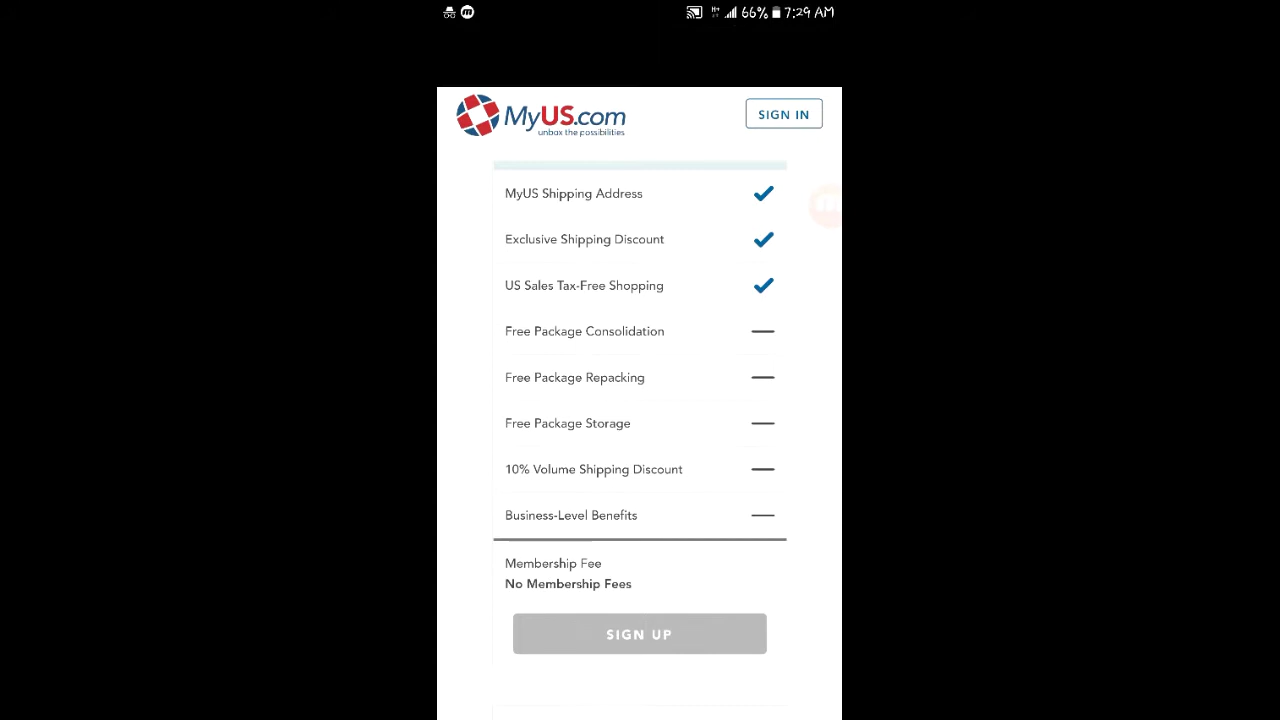 66% 7:29 AM
MyUS.com
unbox the possibilities
SIGN IN
MyUS Shipping Address
Exclusive Shipping Discount
US Sales Tax-Free Shopping
Free Package Consolidation
Free Package Repacking
Free Package Storage
10% Volume Shipping Discount
Business-Level Benefits
Membership Fee
No Membership Fees
SIGN UP